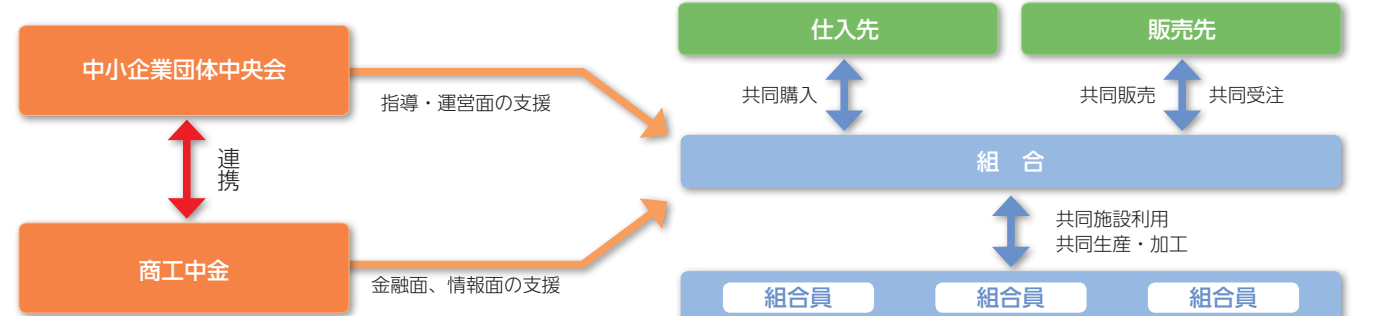 中小企業団体中央会
指導・運営面の支援
連携
商工中金
金融面、情報面の支援
仕入先
販売先
共同購入
共同販売
共同受注
組　合
共同施設利用
共同生産・加工
組合員
組合員
組合員